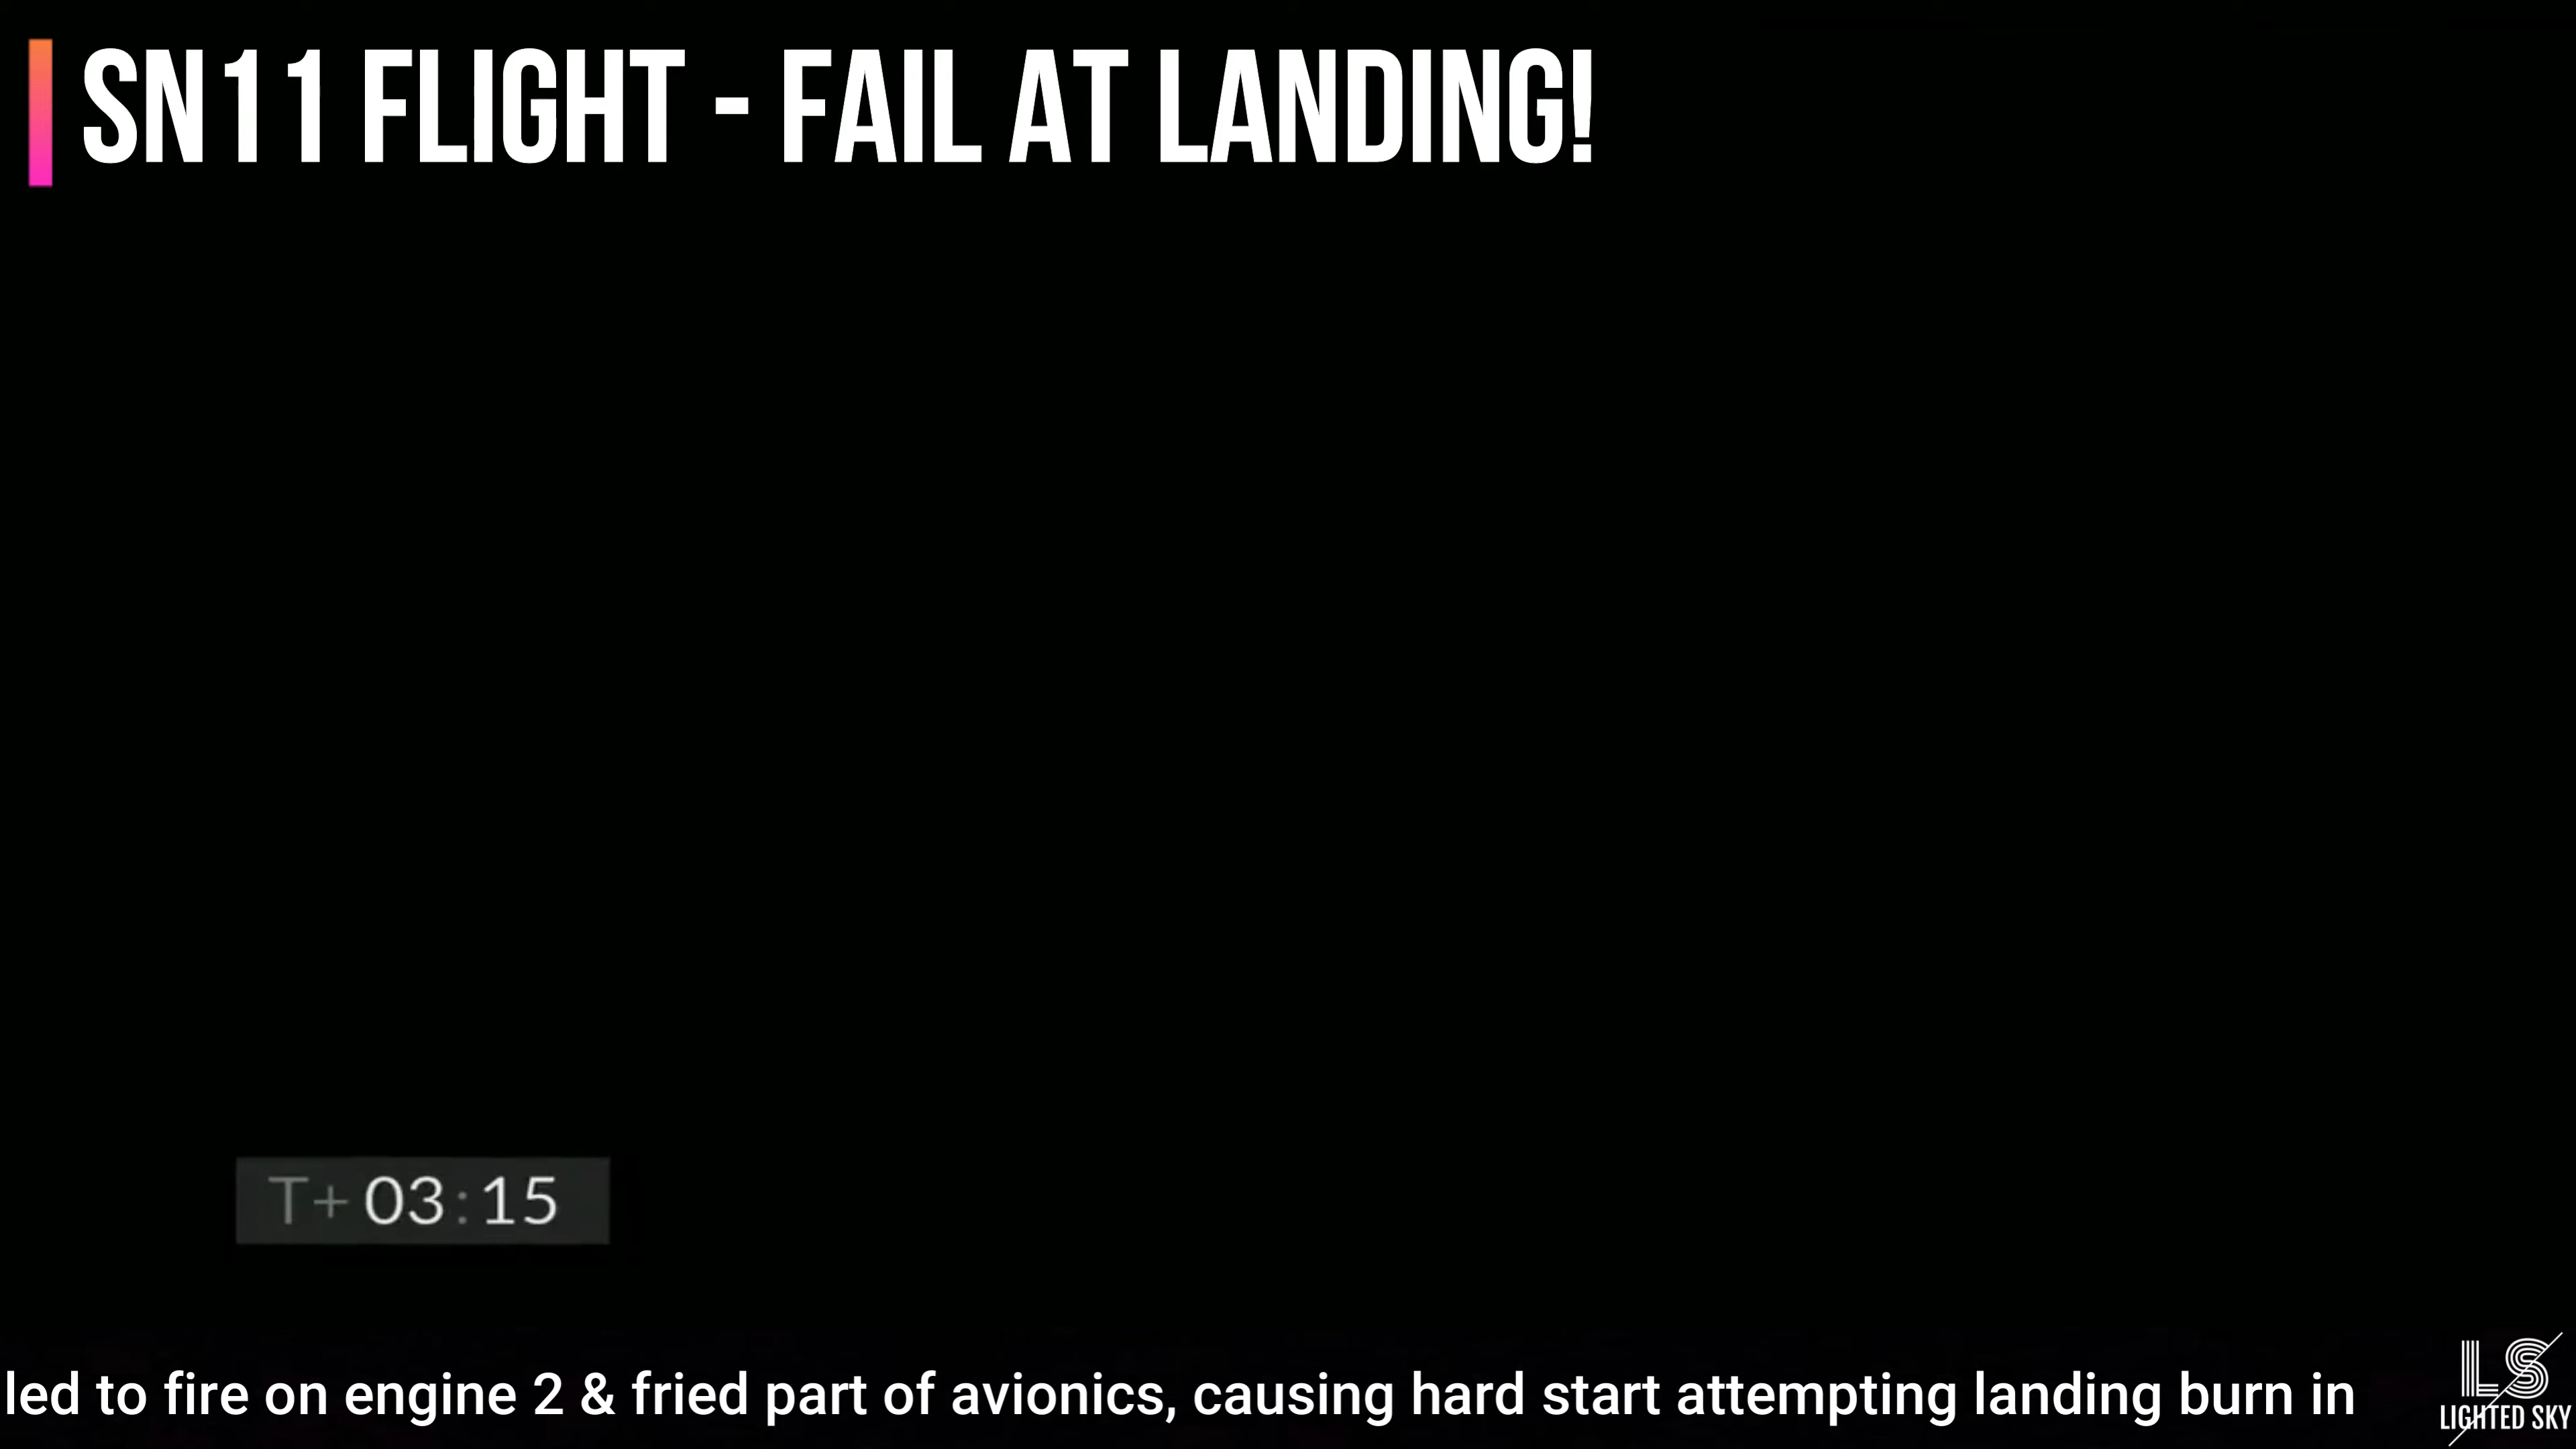 SN11 FLIGHT - FAIL AT LANDING!
T+ 03:15
led to fire on engine 2 & fried part of avionics, causing hard start attempting landing burn in
LS
LIGHTED SKY